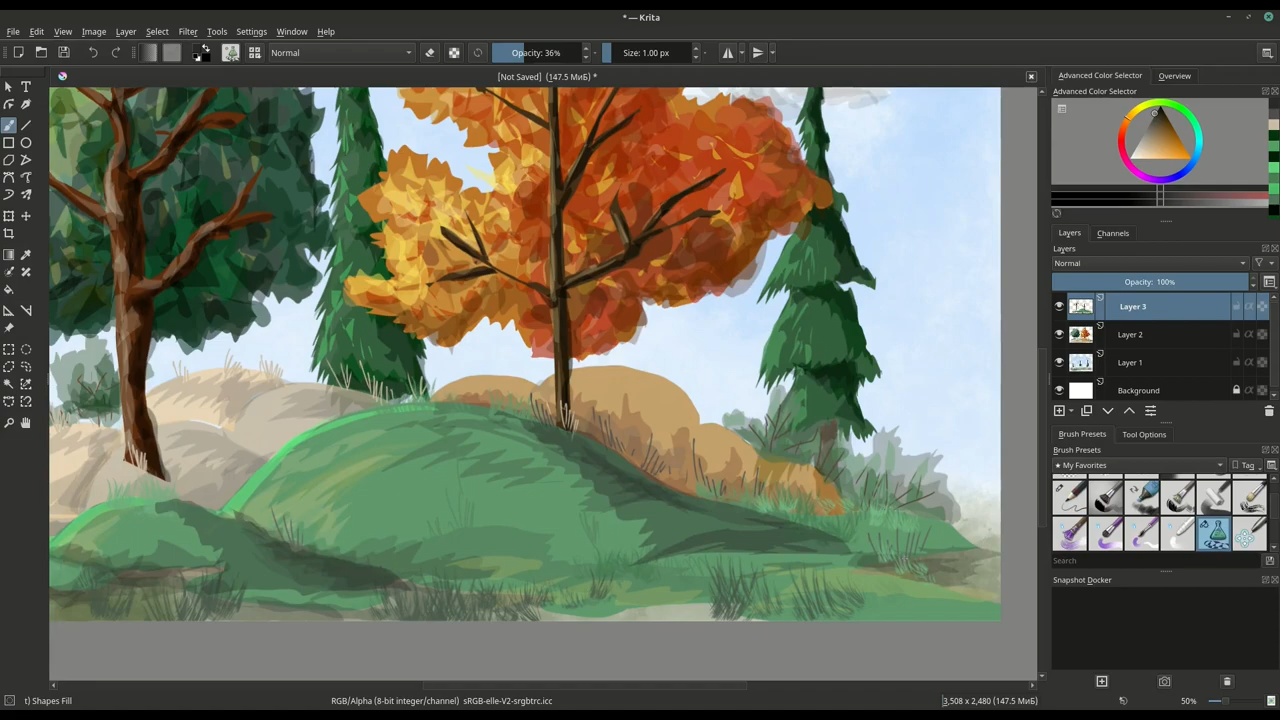 * — Krita
File Edit View Image Layer Select Filter Tools Settings Window Help
Normal Opacity: 36% Size: 1.00 px
[Not Saved] (147.5 МиБ) *
Advanced Color Selector Overview
Advanced Color Selector
Layers Channels
Layers
Normal
Opacity: 100%
Layer 3
Layer 2
Layer 1
Background
Brush Presets Tool Options
Brush Presets
★ My Favorites Tag
Search
Snapshot Docker
t) Shapes Fill RGB/Alpha (8-bit integer/channel) sRGB-elle-V2-srgbtrc.icc 3,508 x 2,480 (147.5 МиБ) 50%